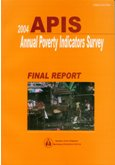 2004 APIS
Annual Poverty Indicators Survey
FINAL REPORT